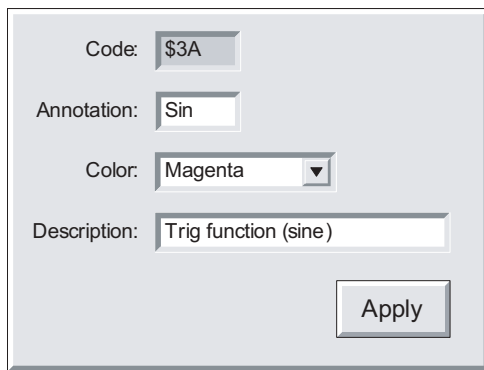 Code: $3A
Annotation: Sin
Color: Magenta
Description: Trig function (sine)
Apply